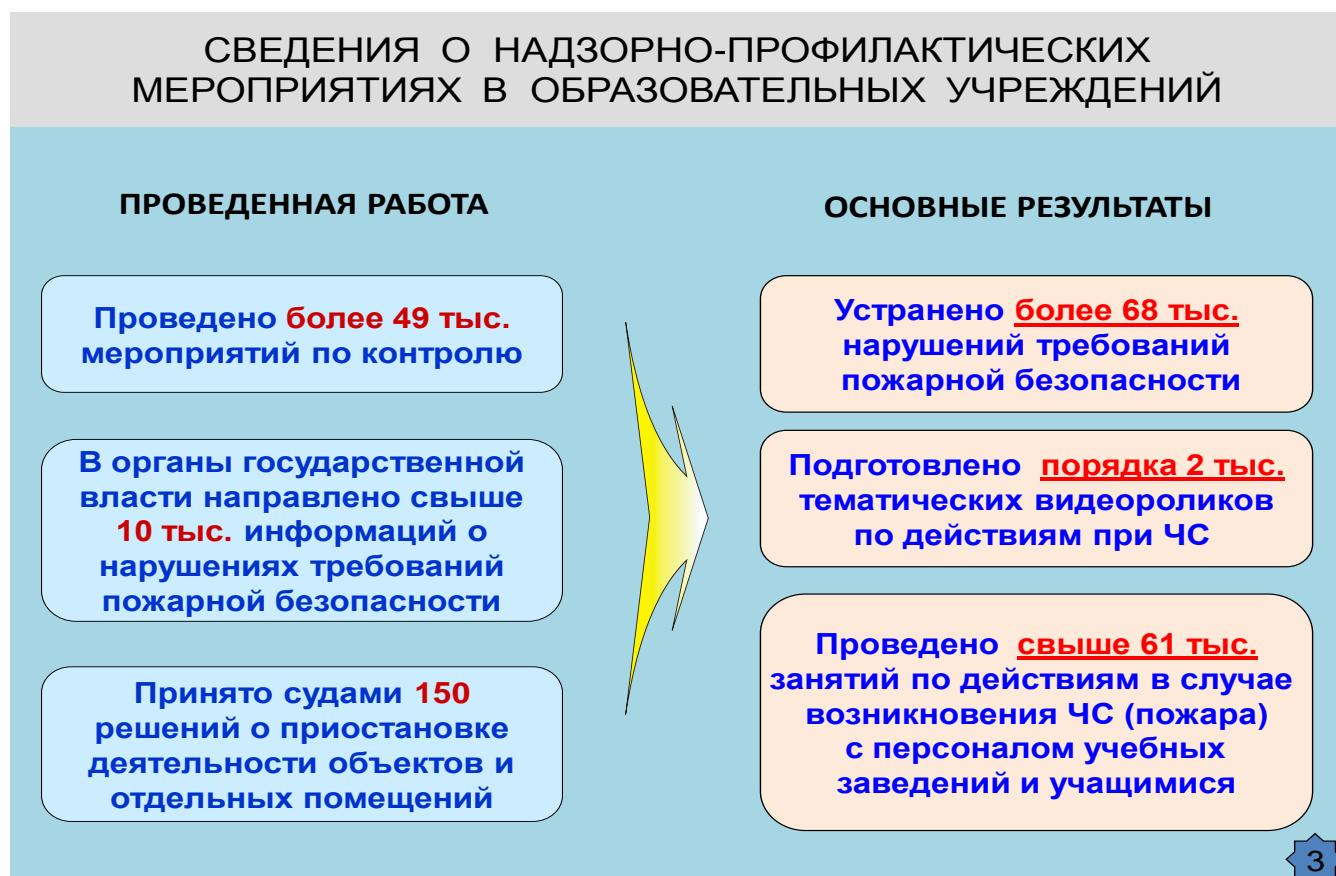 СВЕДЕНИЯ О НАДЗОРНО-ПРОФИЛАКТИЧЕСКИХ
МЕРОПРИЯТИЯХ В ОБРАЗОВАТЕЛЬНЫХ УЧРЕЖДЕНИЙ
ПРОВЕДЕННАЯ РАБОТА
Проведено более 49 тыс.
мероприятий по контролю
В органы государственной
власти направлено свыше
10 тыс. информаций о
нарушениях требований
пожарной безопасности
Принято судами 150
решений о приостановке
деятельности объектов и
отдельных помещений
ОСНОВНЫЕ РЕЗУЛЬТАТЫ
Устранено более 68 тыс.
нарушений требований
пожарной безопасности
Подготовлено порядка 2 тыс.
тематических видеороликов
по действиям при ЧС
Проведено свыше 61 тыс.
занятий по действиям в случае
возникновения ЧС (пожара)
с персоналом учебных
заведений и учащимися
3